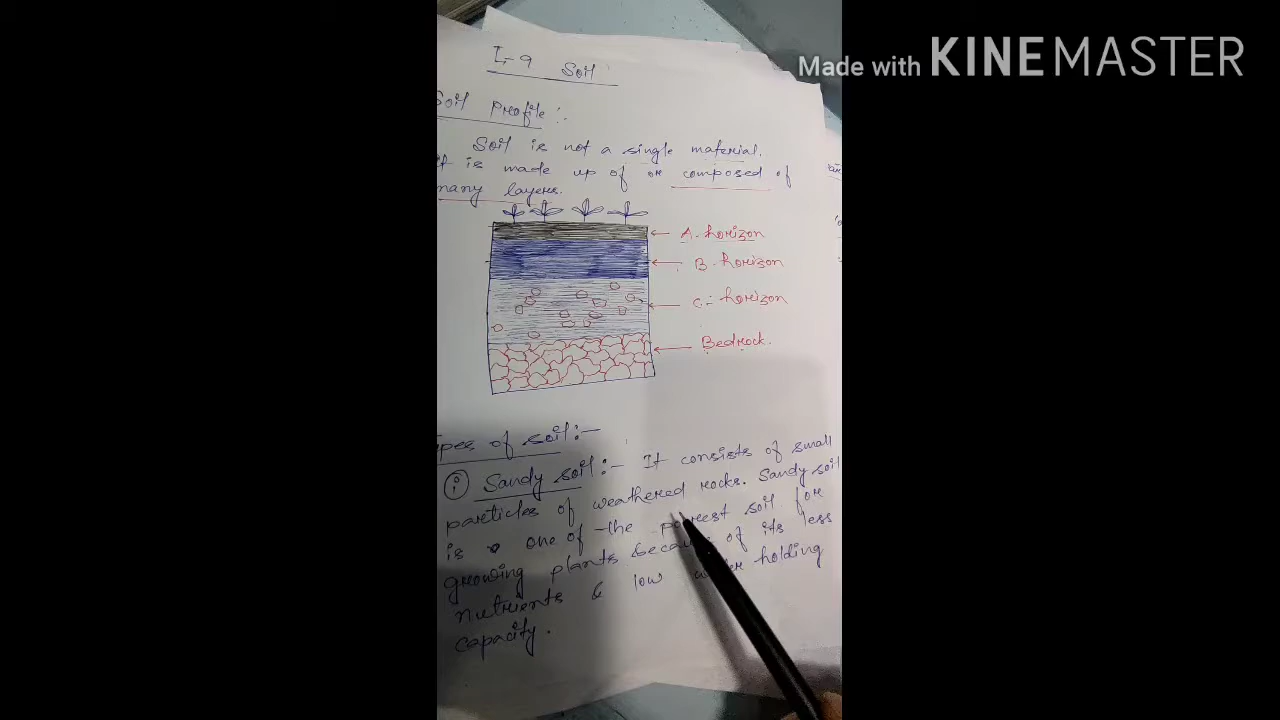 Made with KINEMASTER
L-9 Soil
Soil Profile :-
Soil is not a single material.
it is made up of or composed of
many layers.
A. horizon
B. horizon
C:- horizon
Bedrock.
Types of soil:-
(i) Sandy soil:- It consists of small
particles of weathered rocks. Sandy soil
is one of the poorest soil for
growing plants because of its less
nutrients & low water holding
capacity.